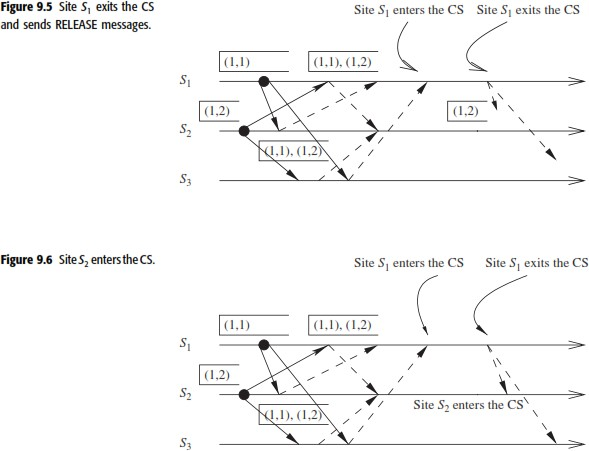 Figure 9.5 Site S1 exits the CS
and sends RELEASE messages.
Site S1 enters the CS Site S1 exits the CS
(1,1) (1,1), (1,2)
S1
(1,2) (1,2)
S2
(1,1), (1,2)
S3
Figure 9.6 Site S2 enters the CS.
Site S1 enters the CS Site S1 exits the CS
(1,1) (1,1), (1,2)
S1
(1,2)
S2
Site S2 enters the CS
(1,1), (1,2)
S3